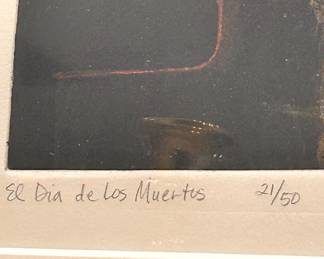 El Dia de Los Muertos 21/50